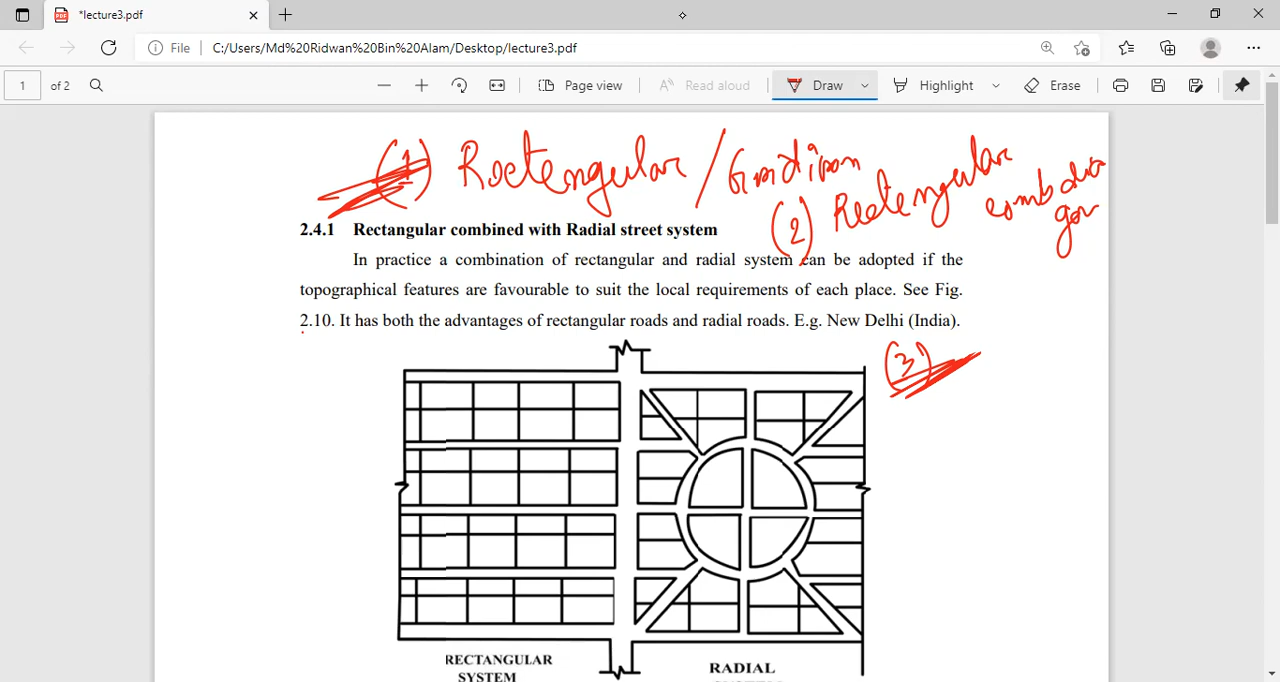 *lecture3.pdf
File
C:/Users/Md%20Ridwan%20Bin%20Alam/Desktop/lecture3.pdf
1 of 2
Page view
Read aloud
Draw
Highlight
Erase
(1) Rectengular /
(2) Rectengular
2.4.1 Rectangular combined with Radial street system
In practice a combination of rectangular and radial system can be adopted if the
topographical features are favourable to suit the local requirements of each place. See Fig.
2.10. It has both the advantages of rectangular roads and radial roads. E.g. New Delhi (India).
(3)
RECTANGULAR
SYSTEM
RADIAL